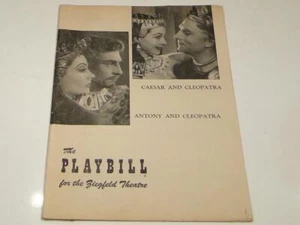 CAESAR AND CLEOPATRA
ANTONY AND CLEOPATRA
The
PLAYBILL
for the Ziegfeld Theatre